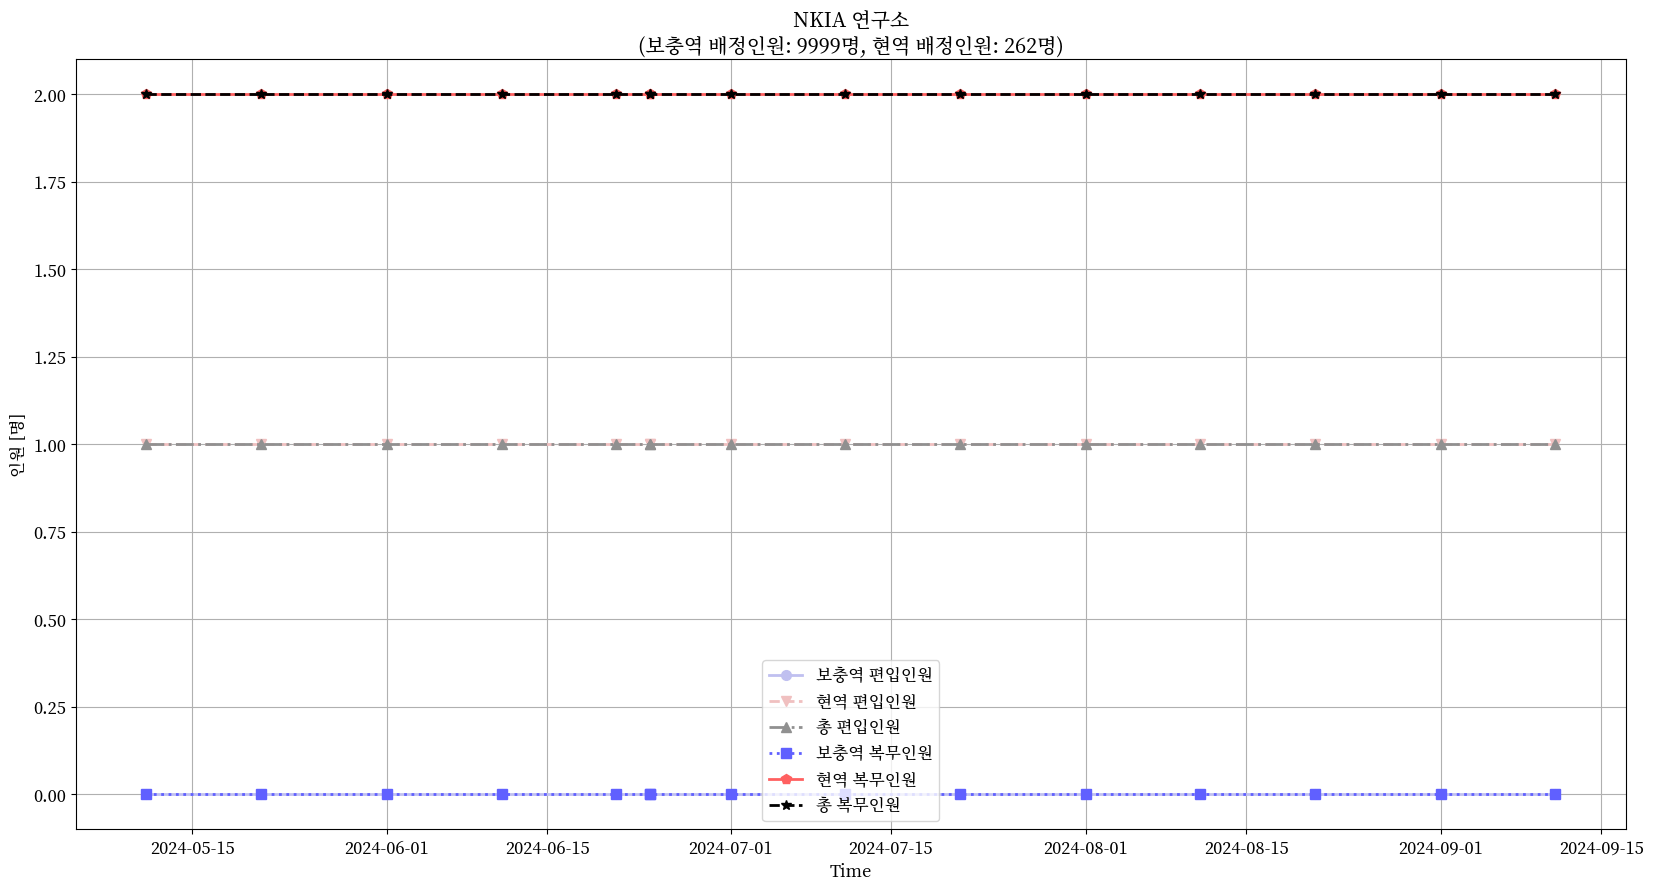 NKIA 연구소
(보충역 배정인원: 9999명, 현역 배정인원: 262명)
인원 [명]
2.00
1.75
1.50
1.25
1.00
0.75
0.50
0.25
0.00
보충역 편입인원
현역 편입인원
총 편입인원
보충역 복무인원
현역 복무인원
총 복무인원
2024-05-15 2024-06-01 2024-06-15 2024-07-01 2024-07-15 2024-08-01 2024-08-15 2024-09-01 2024-09-15
Time